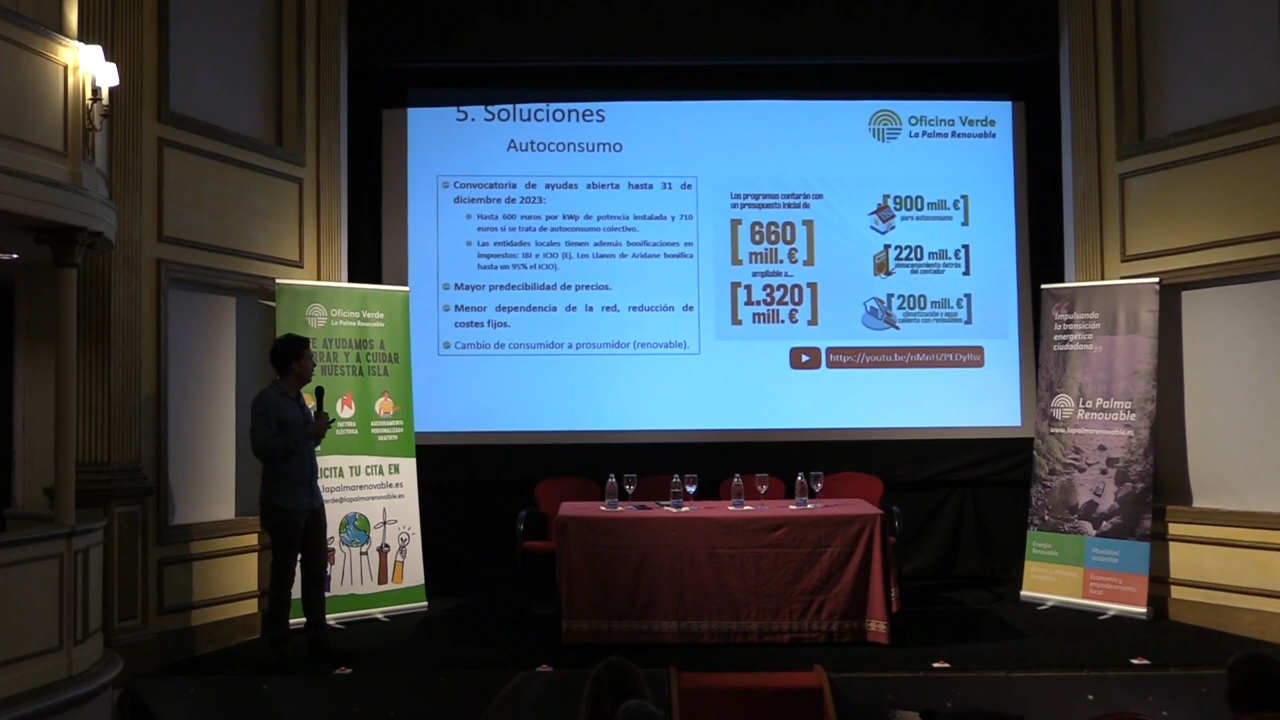 5. Soluciones
Autoconsumo
Oficina Verde
La Palma Renovable
Convocatoria de ayudas abierta hasta 31 de
diciembre de 2023:
Hasta 600 euros por kWp de potencia instalada y 710
euros si se trata de autoconsumo colectivo.
Las entidades locales tienen además bonificaciones en
impuestos: IBI e ICIO (Ej. Los Llanos de Aridane bonifica
hasta un 95% el ICIO).
Mayor predecibilidad de precios.
Menor dependencia de la red, reducción de
costes fijos.
Cambio de consumidor a prosumidor (renovable).
Los programas contarán con
un presupuesto inicial de
[660
mill. €]
ampliable a...
[1.320
mill. €]
[900 mill. €]
para autoconsumo
[220 mill. €]
almacenamiento detrás
del contador
[200 mill. €]
climatización y agua
caliente con renovables
Oficina Verde
La Palma Renovable
TE AYUDAMOS A
RRAR Y A CUIDAR
E NUESTRA ISLA
FACTURA
ELÉCTRICA
ASESORAMIENTO
PERSONALIZADO
GRATUITO
ICITA TU CITA EN
lapalmarenovable.es
verde@lapalmarenovable.es
Impulsando
la transición
energética
ciudadana
La Palma
Renovable
www.lapalmarenovable.es
Energía
Renovable
Movilidad
sostenible
Economía y
empoderamiento
local